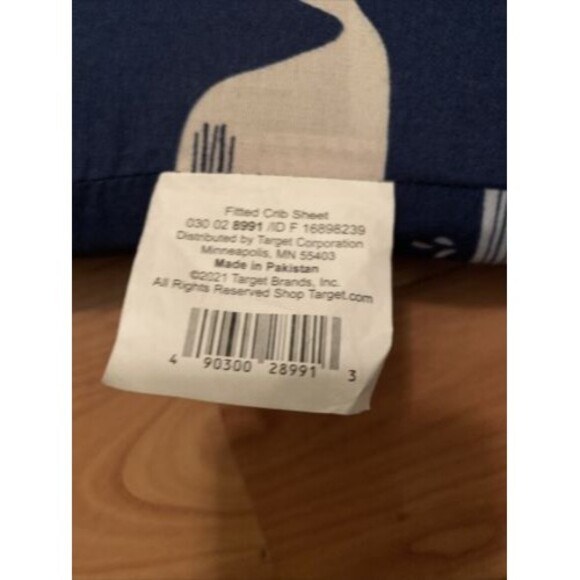 Fitted Crib Sheet
030 02 8991 /ID F 16898239
Distributed by Target Corporation
Minneapolis, MN 55403
Made in Pakistan
©2021 Target Brands, Inc.
All Rights Reserved Shop Target.com
4 90300 28991 3